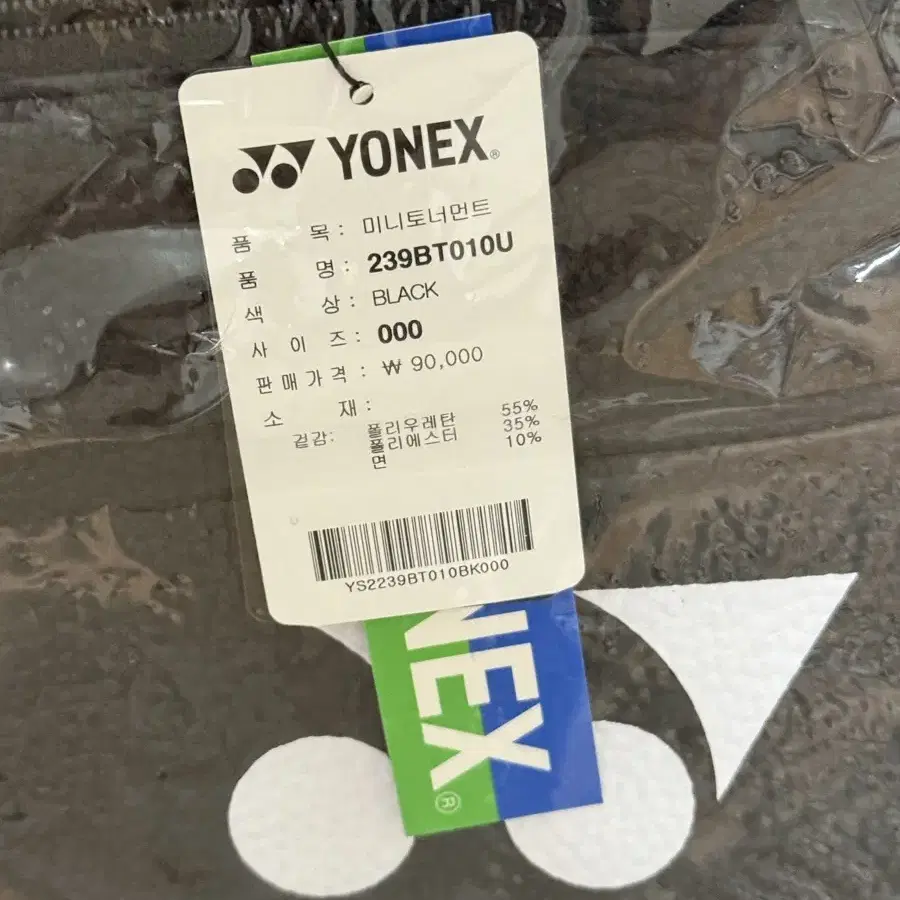 YONEX®
품 목 : 미니토너먼트
품 명 : 239BT010U
색 상 : BLACK
사 이 즈 : 000
판 매 가 격 : ₩ 90,000
소 재 :
겉감: 폴리우레탄 55%
폴리에스터 35%
면 10%
YS2239BT010BK000
NEX®